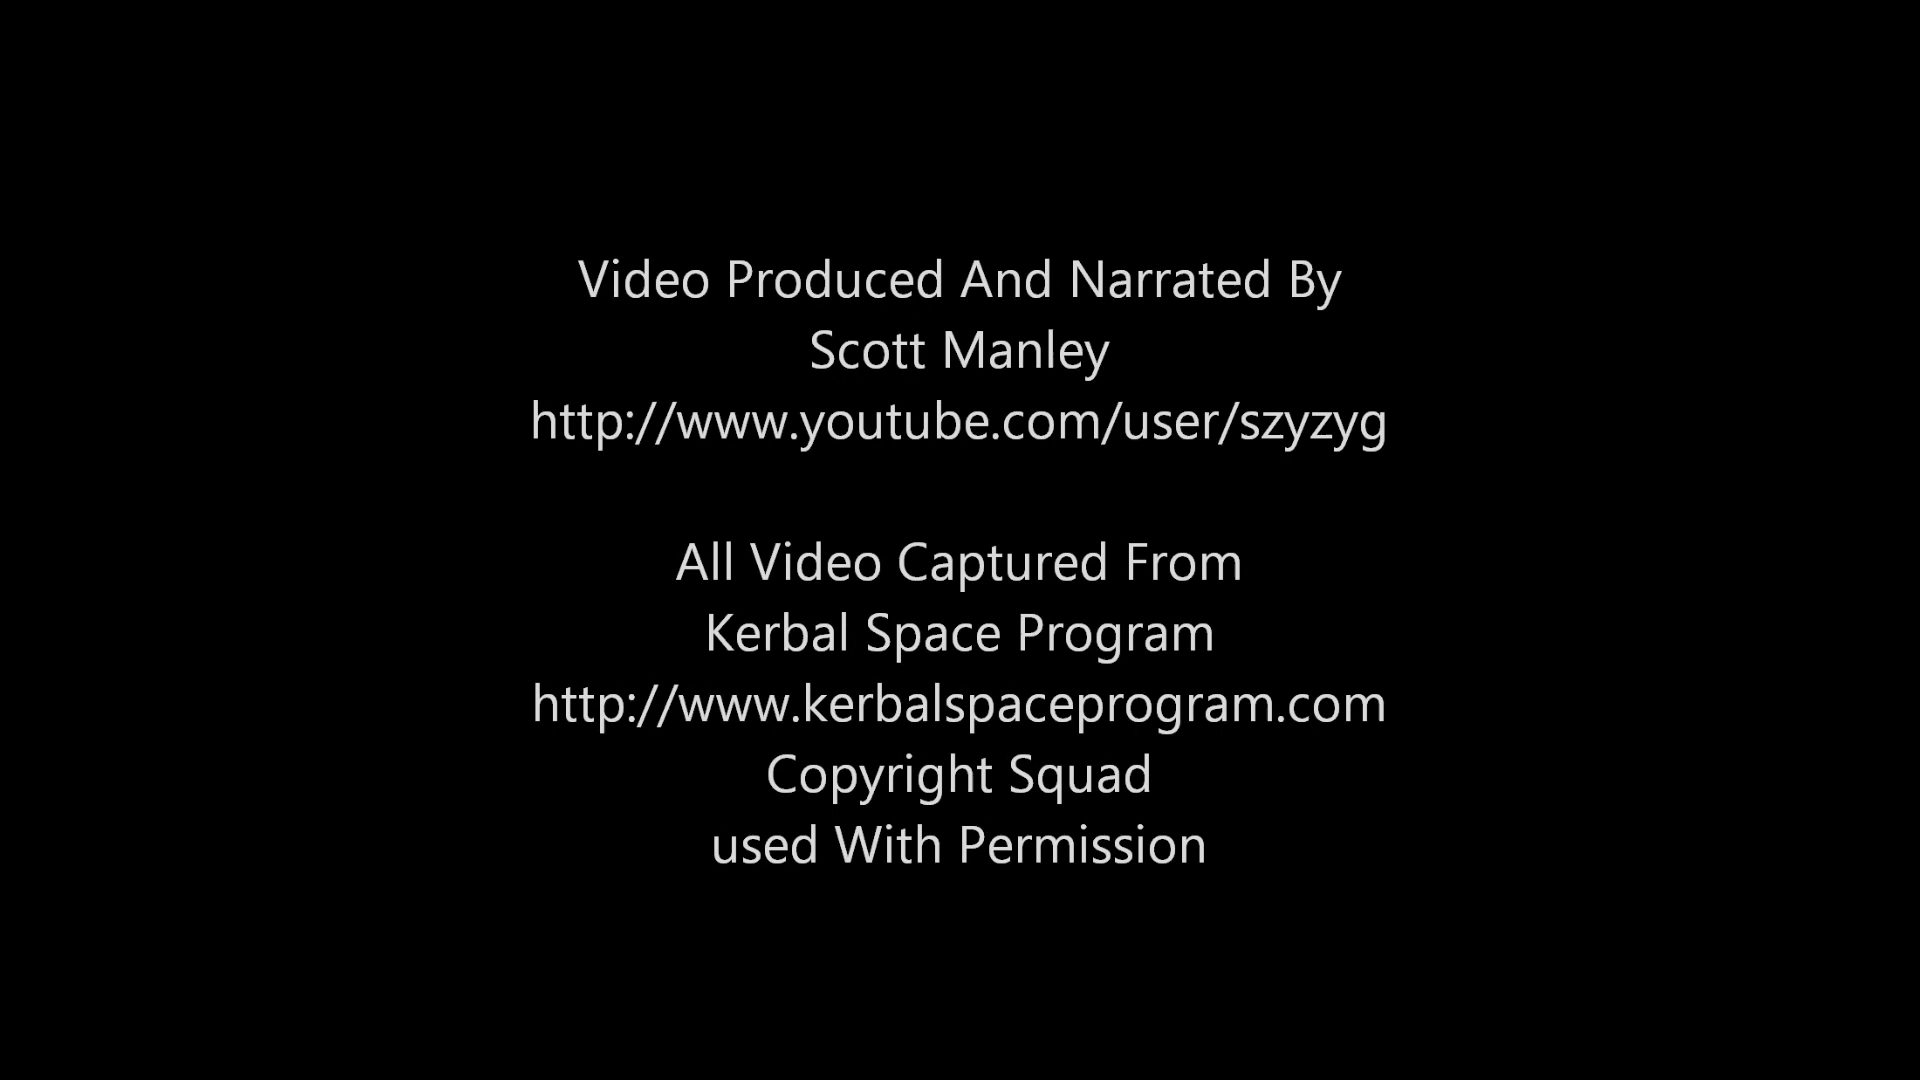 Video Produced And Narrated By
Scott Manley
http://www.youtube.com/user/szyzyg
All Video Captured From
Kerbal Space Program
http://www.kerbalspaceprogram.com
Copyright Squad
used With Permission